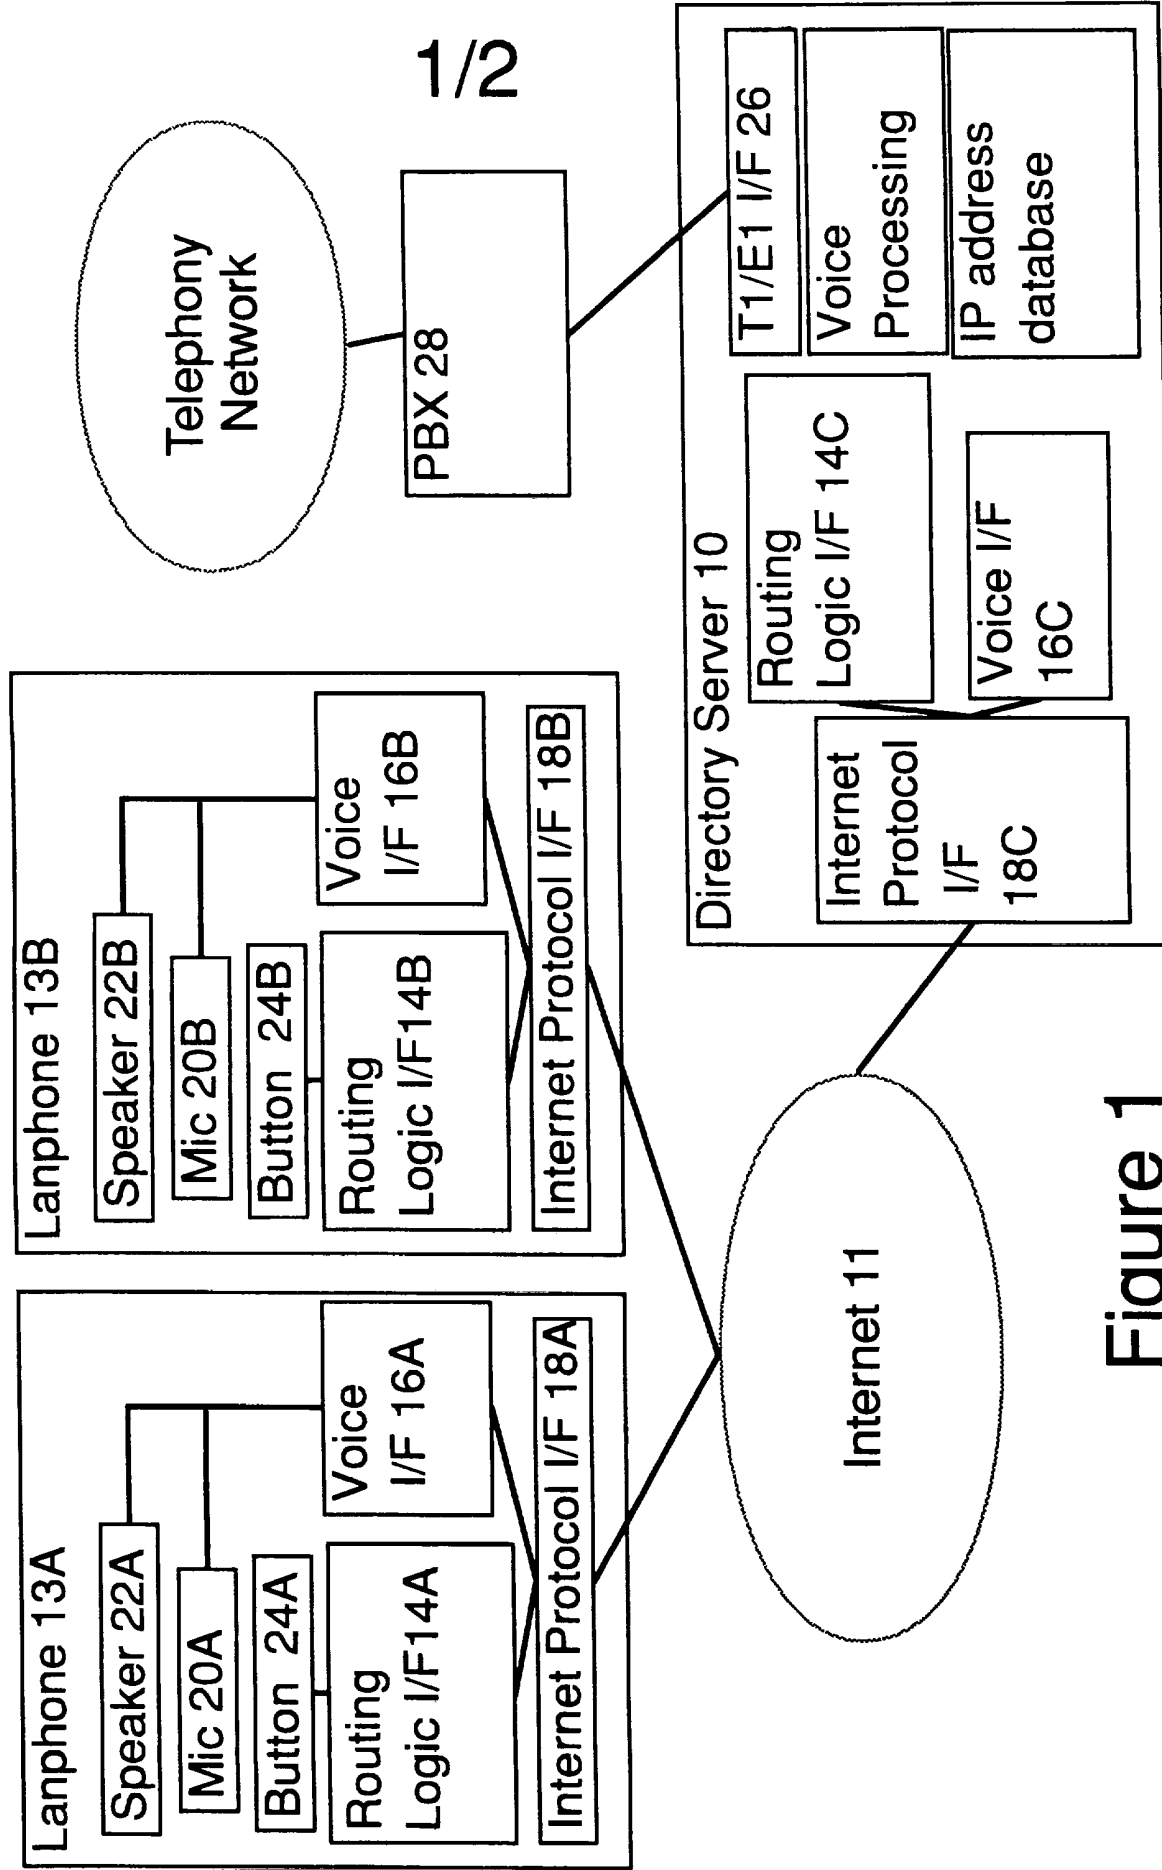 1/2
Lanphone 13A
Speaker 22A
Mic 20A
Button 24A
Routing
Logic I/F14A
Voice
I/F 16A
Internet Protocol I/F 18A
Lanphone 13B
Speaker 22B
Mic 20B
Button 24B
Routing
Logic I/F14B
Voice
I/F 16B
Internet Protocol I/F 18B
Telephony
Network
PBX 28
Internet 11
Directory Server 10
Internet
Protocol
I/F
18C
Routing
Logic I/F 14C
Voice I/F
16C
T1/E1 I/F 26
Voice
Processing
IP address
database
Figure 1